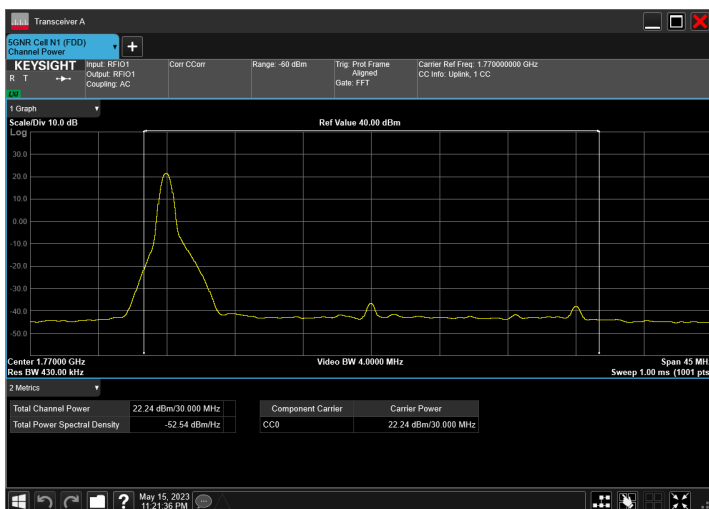 Transceiver A
5GNR Cell N1 (FDD)
Channel Power
KEYSIGHT
R T
LXI
Input: RFIO1
Output: RFIO1
Coupling: AC
Corr CCorr
Range: -60 dBm
Trig: Prot Frame
Aligned
Gate: FFT
Carrier Ref Freq: 1.770000000 GHz
CC Info: Uplink, 1 CC
1 Graph
Scale/Div 10.0 dB
Ref Value 40.00 dBm
Log
30.0
20.0
10.0
0.00
-10.0
-20.0
-30.0
-40.0
-50.0
Center 1.77000 GHz
Video BW 4.0000 MHz
Span 45 MHz
Res BW 430.00 kHz
Sweep 1.00 ms (1001 pts
2 Metrics
Total Channel Power 22.24 dBm/30.000 MHz
Total Power Spectral Density -52.54 dBm/Hz
Component Carrier Carrier Power
CC0 22.24 dBm/30.000 MHz
May 15, 2023
11:21:36 PM